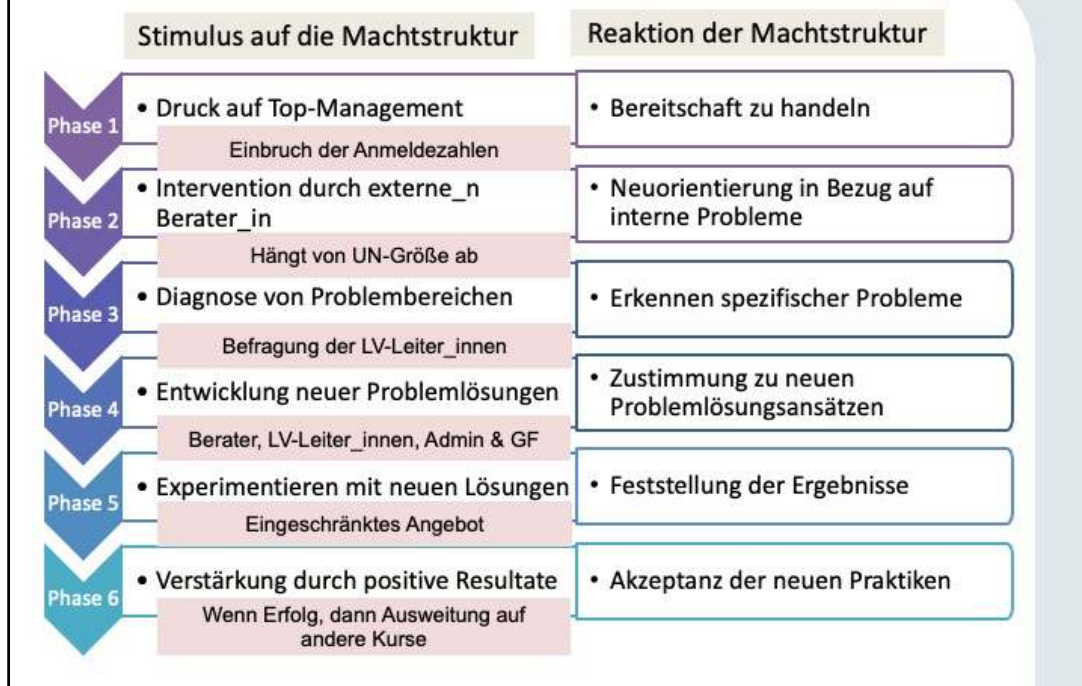 Stimulus auf die Machtstruktur
Reaktion der Machtstruktur
Phase 1
• Druck auf Top-Management
Einbruch der Anmeldezahlen
• Bereitschaft zu handeln
Phase 2
• Intervention durch externe_n
Berater_in
Hängt von UN-Größe ab
• Neuorientierung in Bezug auf
interne Probleme
Phase 3
• Diagnose von Problembereichen
Befragung der LV-Leiter_innen
• Erkennen spezifischer Probleme
Phase 4
• Entwicklung neuer Problemlösungen
Berater, LV-Leiter_innen, Admin & GF
• Zustimmung zu neuen
Problemlösungsansätzen
Phase 5
• Experimentieren mit neuen Lösungen
Eingeschränktes Angebot
• Feststellung der Ergebnisse
Phase 6
• Verstärkung durch positive Resultate
Wenn Erfolg, dann Ausweitung auf
andere Kurse
• Akzeptanz der neuen Praktiken